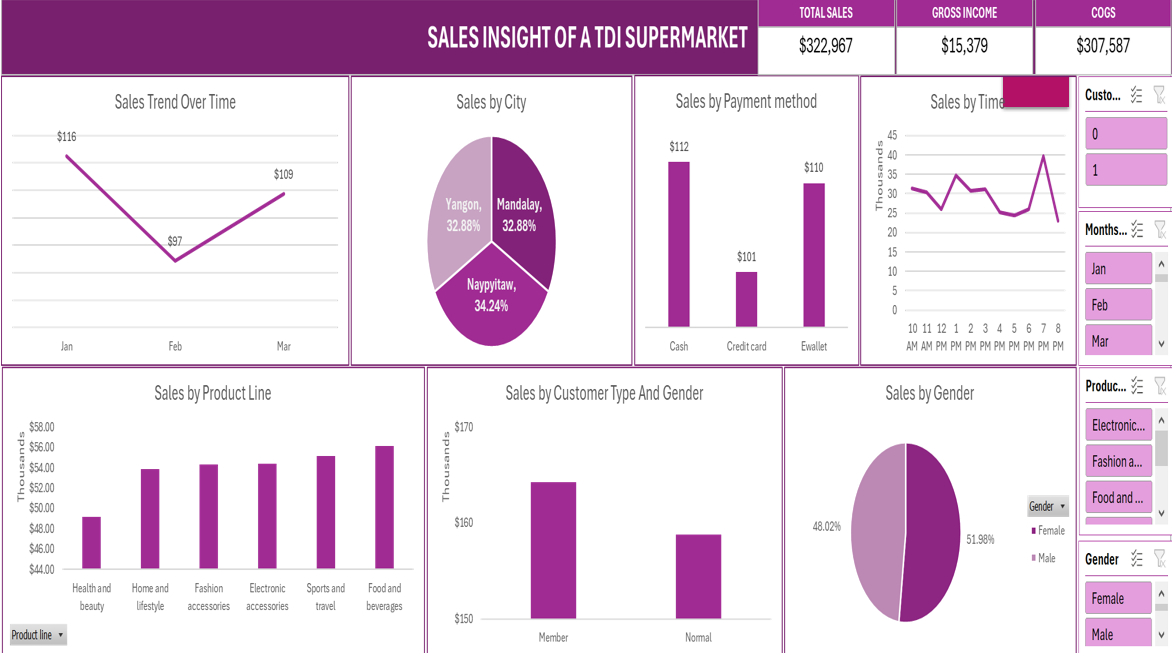 SALES INSIGHT OF A TDI SUPERMARKET
TOTAL SALES
$322,967
GROSS INCOME
$15,379
COGS
$307,587
Sales Trend Over Time
$116
$97
$109
Jan
Feb
Mar
Sales by City
Yangon,
32.88%
Mandalay,
32.88%
Naypyitaw,
34.24%
Sales by Payment method
$112
$101
$110
Cash
Credit card
Ewallet
Sales by Time
Thousands
45
40
35
30
25
20
15
10
5
0
10 11 12 1 2 3 4 5 6 7 8
AM AM PM PM PM PM PM PM PM PM PM
Custo...
0
1
Months...
Jan
Feb
Mar
Produc...
Electronic...
Fashion a...
Food and ...
Gender
Female
Male
Sales by Product Line
Thousands
$58.00
$56.00
$54.00
$52.00
$50.00
$48.00
$46.00
$44.00
Health and
beauty
Home and
lifestyle
Fashion
accessories
Electronic
accessories
Sports and
travel
Food and
beverages
Product line
Sales by Customer Type And Gender
Thousands
$170
$160
$150
Member
Normal
Sales by Gender
48.02%
51.98%
Gender
Female
Male